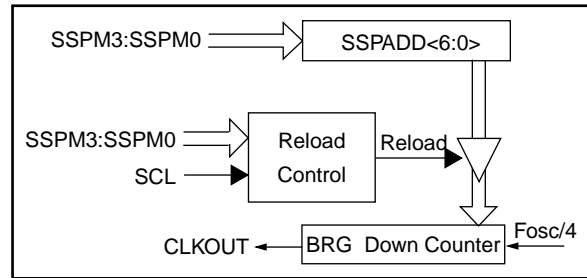 SSPM3:SSPM0
SSPADD<6:0>
SSPM3:SSPM0
SCL
Reload
Control
Reload
CLKOUT
BRG Down Counter
Fosc/4